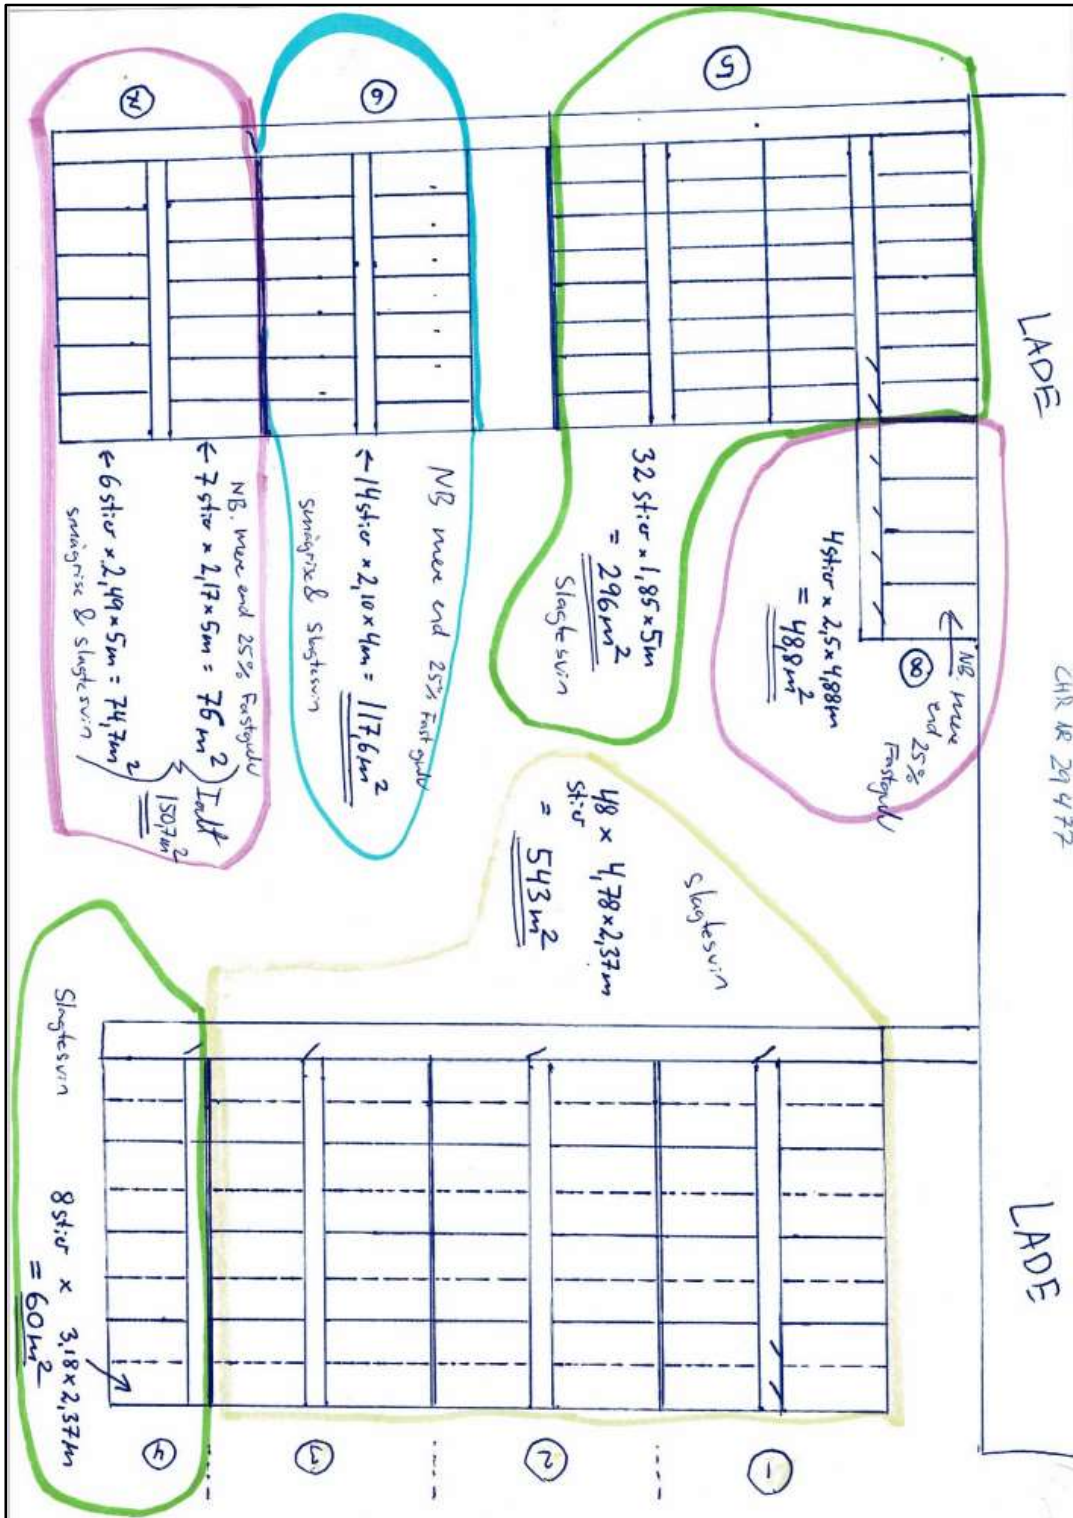 CHR NR 29477
LADE
LADE
5
6
7
8
NB. mere
end 25%
Fastgulv
4 stier x 2,5 x 4,88m
= 48,8m²
32 stier x 1,85 x 5m
= 296m²
Slagtesvin
NB mere end 25% Fast gulv
← 14 stier x 2,10 x 4m = 117,6m²
smågrise & slagtesvin
NB. mere end 25% Fastgulv
← 7 stier x 2,17 x 5m = 76m²
← 6 stier x 2,49 x 5m = 74,7m²
smågrise & slagtesvin
Ialt
150,7m²
slagtesvin
48 x 4,78 x 2,37m
stier
= 543m²
Slagtesvin
8 stier x 3,18 x 2,37m
= 60m²
1
2
3
4